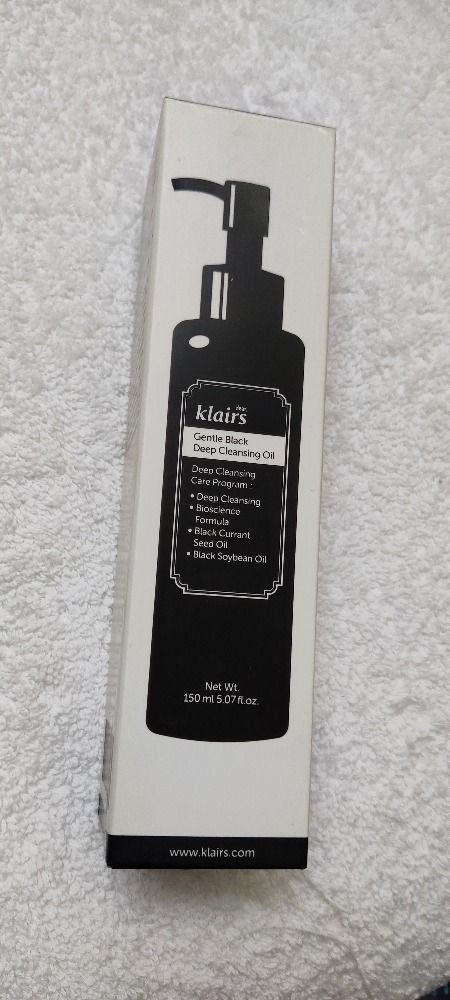 dear,
klairs
Gentle Black
Deep Cleansing Oil
Deep Cleansing
Care Program :
• Deep Cleansing
• Bioscience
Formula
• Black Currant
Seed Oil
• Black Soybean Oil
Net Wt.
150 ml 5.07 fl.oz.
www.klairs.com